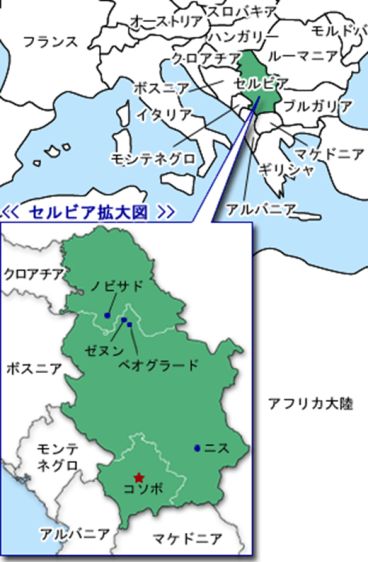 スロバキア
オーストリア
モルドバ
フランス
ハンガリー
クロアチア
ルーマニア
ボスニア
セルビア
イタリア
ブルガリア
モンテネグロ
マケドニア
ギリシャ
アルバニア
<< セルビア拡大図 >>
クロアチア
ノビサド
ゼヌン
ベオグラード
ボスニア
アフリカ大陸
モンテ
ネグロ
ニス
コソボ
アルバニア
マケドニア